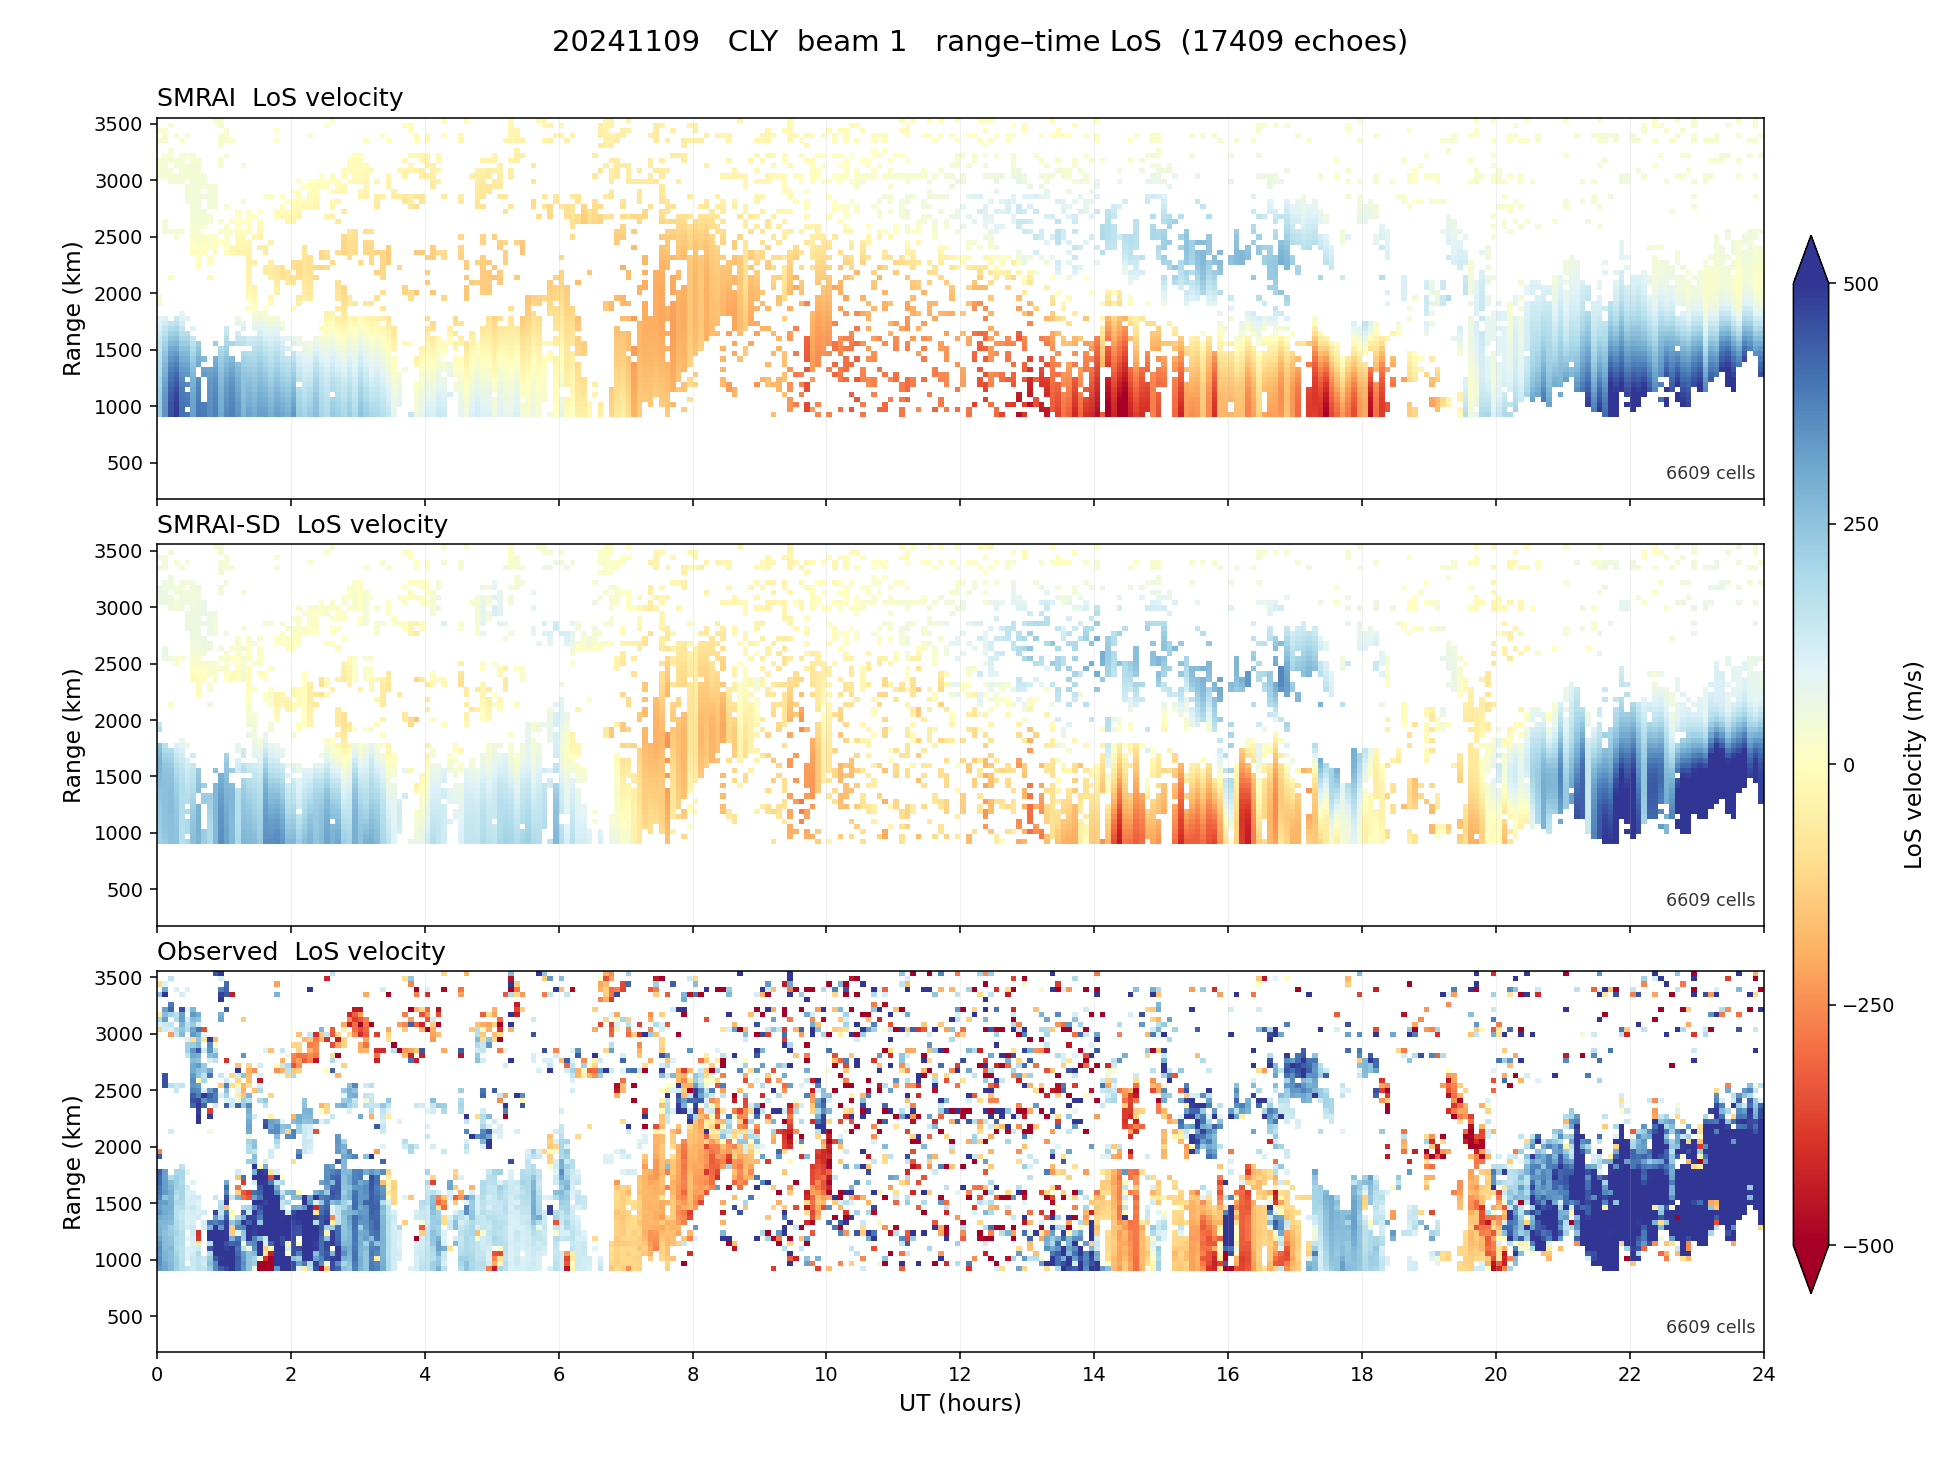 20241109 CLY beam 1 range–time LoS (17409 echoes)
SMRAI LoS velocity
3500
3000
2500
2000
1500
1000
500
Range (km)
6609 cells
SMRAI-SD LoS velocity
3500
3000
2500
2000
1500
1000
500
Range (km)
6609 cells
Observed LoS velocity
3500
3000
2500
2000
1500
1000
500
Range (km)
6609 cells
0 2 4 6 8 10 12 14 16 18 20 22 24
UT (hours)
500
250
0
−250
−500
LoS velocity (m/s)